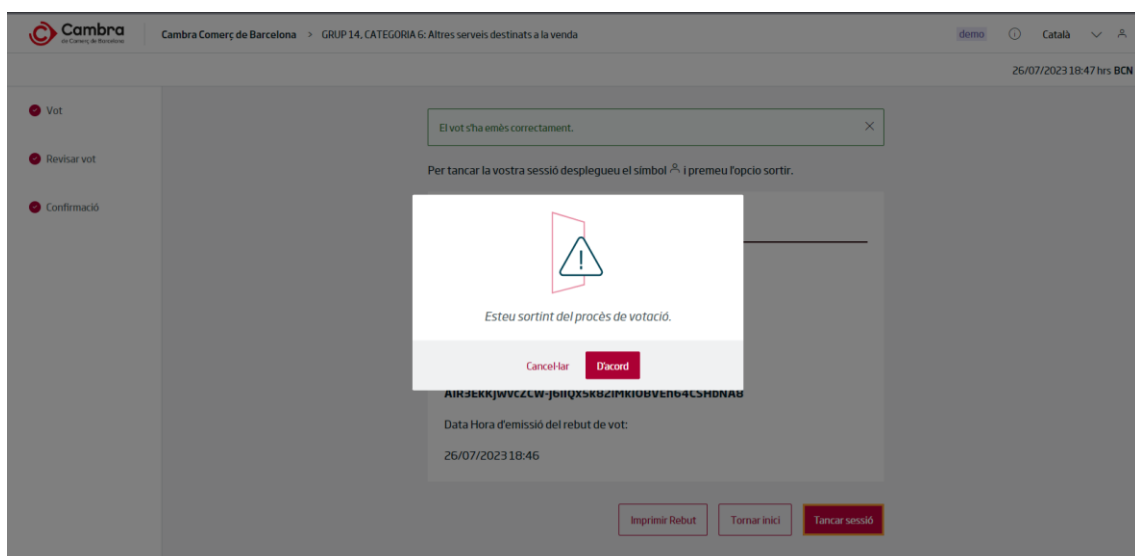 Cambra
de Comerç de Barcelona
Cambra Comerç de Barcelona > GRUP 14, CATEGORIA 6: Altres serveis destinats a la venda
demo
Català
26/07/2023 18:47 hrs BCN
Vot
Revisar vot
Confirmació
El vot s'ha emès correctament.
Per tancar la vostra sessió desplegueu el símbol i premeu l'opcio sortir.
Esteu sortint del procès de votació.
Cancel·lar
D'acord
Data Hora d'emissió del rebut de vot:
26/07/2023 18:46
Imprimir Rebut
Tornar inici
Tancar sessió